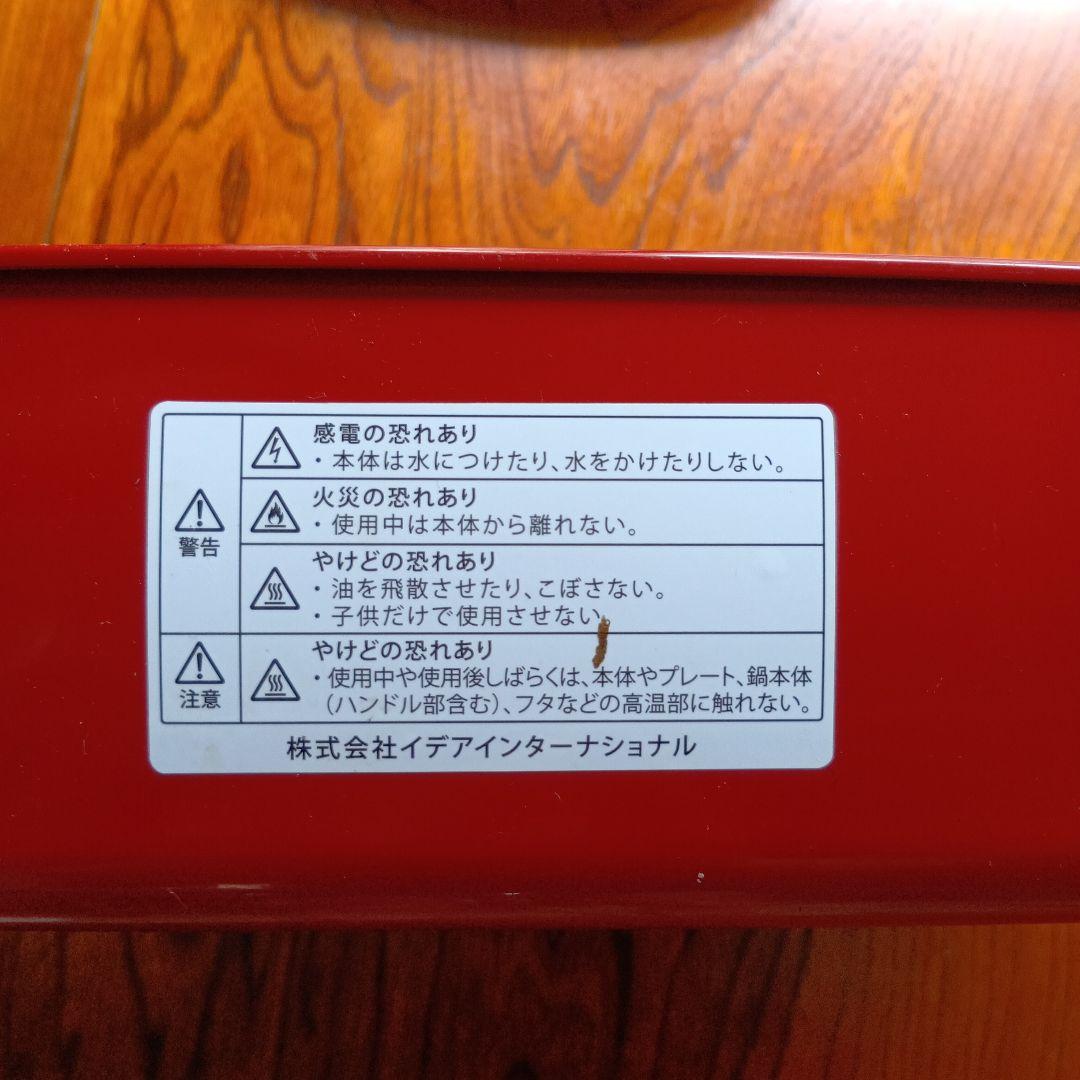 警告
感電の恐れあり
・本体は水につけたり、水をかけたりしない。
火災の恐れあり
・使用中は本体から離れない。
やけどの恐れあり
・油を飛散させたり、こぼさない。
・子供だけで使用させない。
注意
やけどの恐れあり
・使用中や使用後しばらくは、本体やプレート、鍋本体
（ハンドル部含む）、フタなどの高温部に触れない。
株式会社イデアインターナショナル